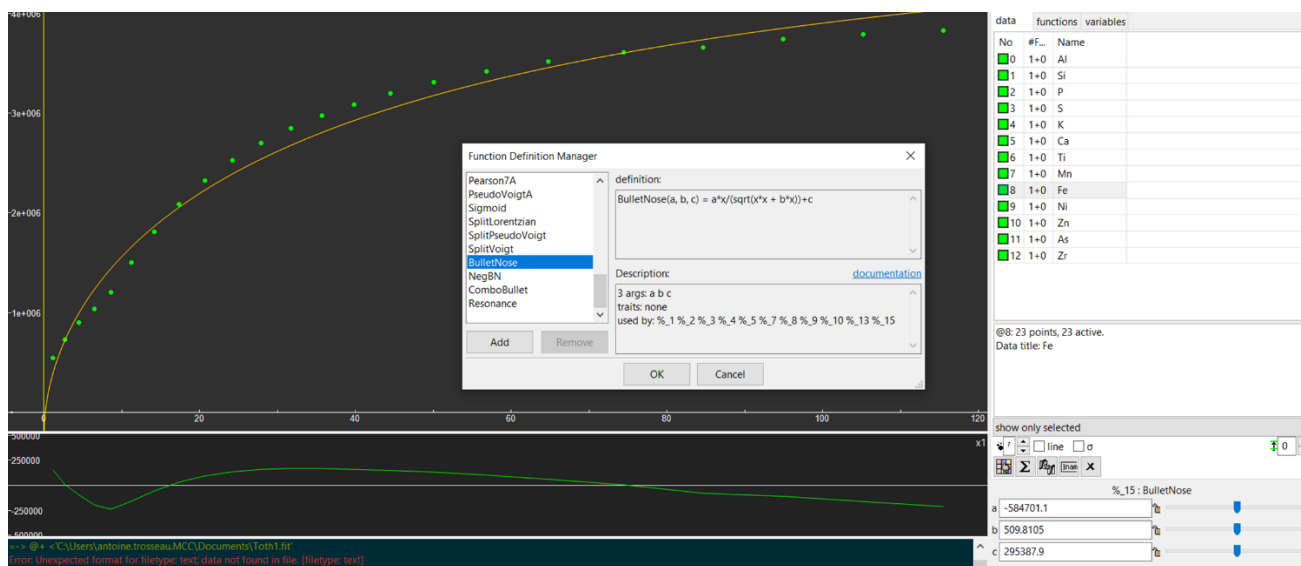 4e+006
3e+006
2e+006
1e+006
0
20
40
60
80
100
120
500000
250000
x1
-250000
-500000
=-> @+ <'C:\Users\antoine.trosseau.MCC\Documents\Toth1.fit'
Error: Unexpected format for filetype: text; data not found in file. [filetype: text]
Function Definition Manager
Pearson7A
PseudoVoigtA
Sigmoid
SplitLorentzian
SplitPseudoVoigt
SplitVoigt
BulletNose
NegBN
ComboBullet
Resonance
Add
Remove
definition:
BulletNose(a, b, c) = a*x/(sqrt(x*x + b*x))+c
Description:
documentation
3 args: a b c
traits: none
used by: %_1 %_2 %_3 %_4 %_5 %_7 %_8 %_9 %_10 %_13 %_15
OK
Cancel
data functions variables
No #F... Name
0 1+0 Al
1 1+0 Si
2 1+0 P
3 1+0 S
4 1+0 K
5 1+0 Ca
6 1+0 Ti
7 1+0 Mn
8 1+0 Fe
9 1+0 Ni
10 1+0 Zn
11 1+0 As
12 1+0 Zr
@8: 23 points, 23 active.
Data title: Fe
show only selected
line σ
0
Σ
x
%_15 : BulletNose
a -584701.1
b 509.8105
c 295387.9